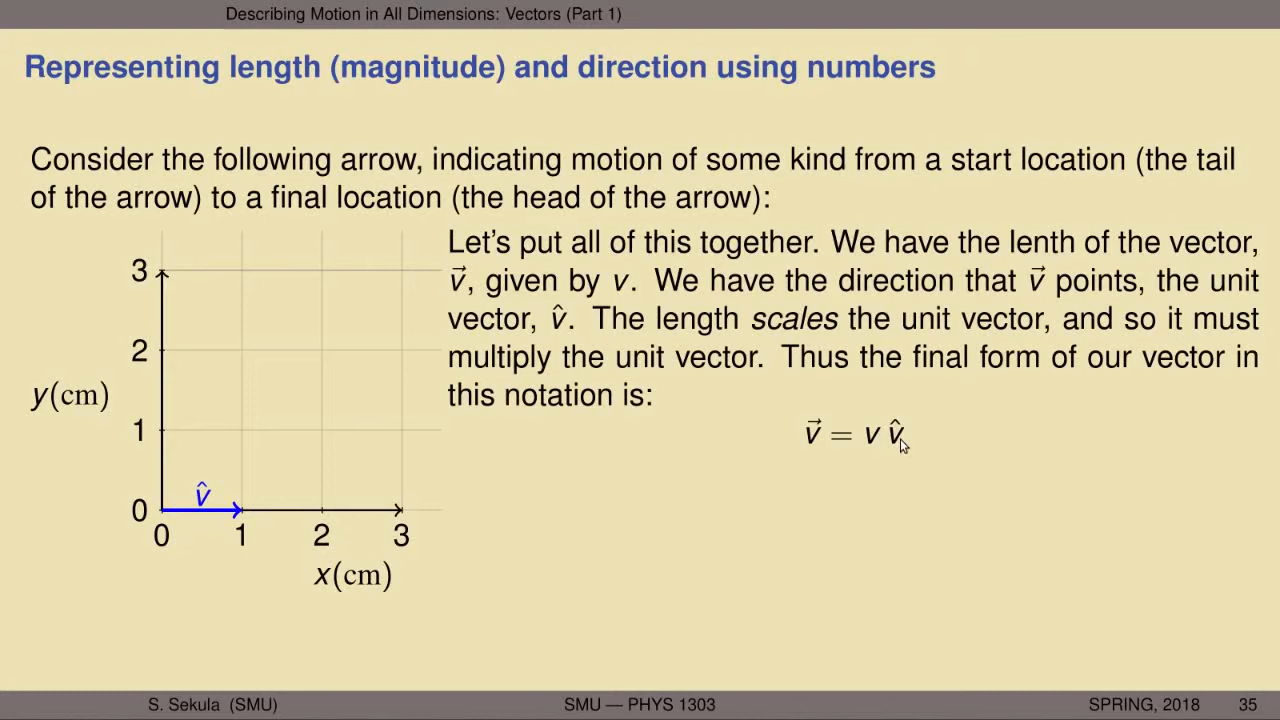 Describing Motion in All Dimensions: Vectors (Part 1)
Representing length (magnitude) and direction using numbers
Consider the following arrow, indicating motion of some kind from a start location (the tail
of the arrow) to a final location (the head of the arrow):
Let's put all of this together. We have the lenth of the vector,
v⃗, given by v. We have the direction that v⃗ points, the unit
vector, v̂. The length scales the unit vector, and so it must
multiply the unit vector. Thus the final form of our vector in
this notation is:
v⃗ = v v̂
3
2
y(cm)
1
v̂
0
0 1 2 3
x(cm)
S. Sekula (SMU) SMU — PHYS 1303 SPRING, 2018 35